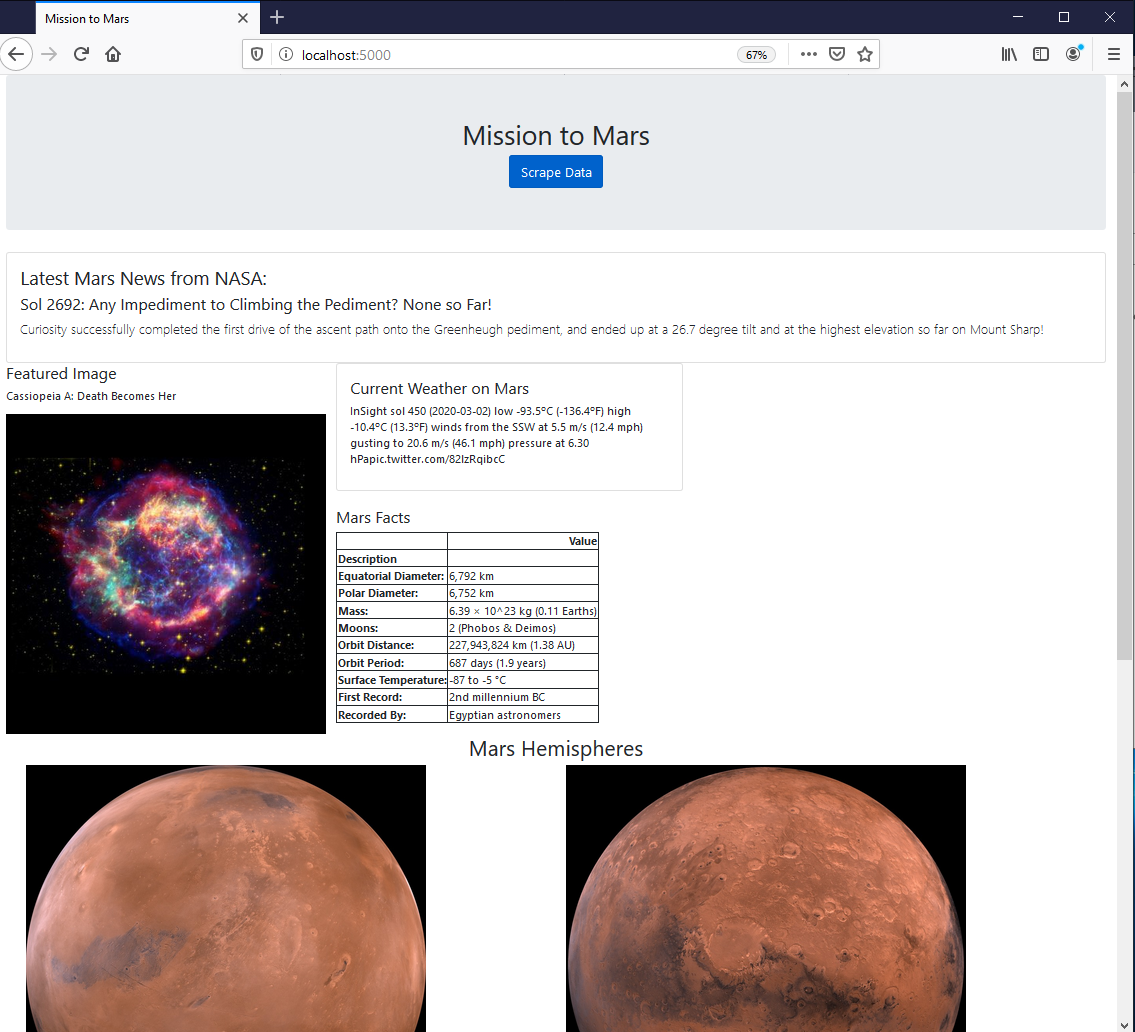 Mission to Mars
localhost:5000
67%
Mission to Mars
Scrape Data
Latest Mars News from NASA:
Sol 2692: Any Impediment to Climbing the Pediment? None so Far!
Curiosity successfully completed the first drive of the ascent path onto the Greenheugh pediment, and ended up at a 26.7 degree tilt and at the highest elevation so far on Mount Sharp!
Featured Image
Cassiopeia A: Death Becomes Her
Current Weather on Mars
InSight sol 450 (2020-03-02) low -93.5ºC (-136.4ºF) high
-10.4ºC (13.3ºF) winds from the SSW at 5.5 m/s (12.4 mph)
gusting to 20.6 m/s (46.1 mph) pressure at 6.30
hPapic.twitter.com/82IzRqibcC
Mars Facts
Value
Description
Equatorial Diameter: 6,792 km
Polar Diameter: 6,752 km
Mass: 6.39 × 10^23 kg (0.11 Earths)
Moons: 2 (Phobos & Deimos)
Orbit Distance: 227,943,824 km (1.38 AU)
Orbit Period: 687 days (1.9 years)
Surface Temperature: -87 to -5 °C
First Record: 2nd millennium BC
Recorded By: Egyptian astronomers
Mars Hemispheres